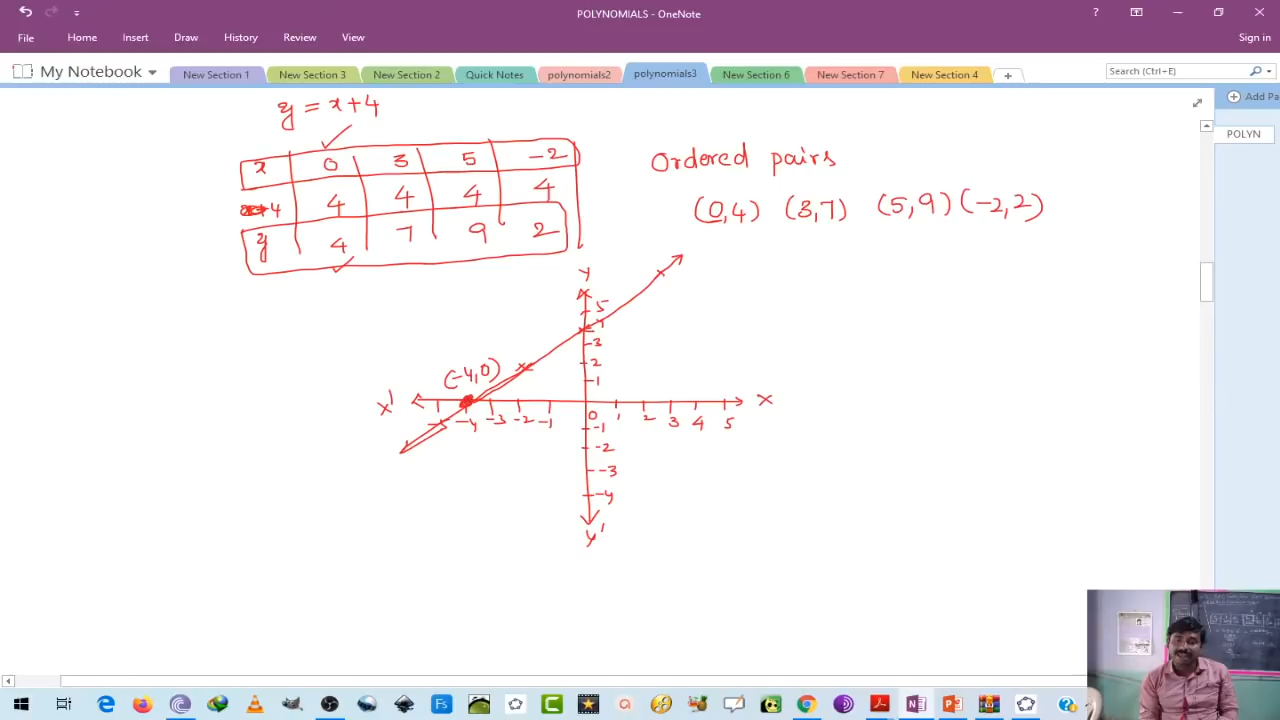 POLYNOMIALS - OneNote
File Home Insert Draw History Review View Sign in
My Notebook New Section 1 New Section 3 New Section 2 Quick Notes polynomials2 polynomials3 New Section 6 New Section 7 New Section 4 Search (Ctrl+E)
Add Pa
POLYN
y = x+4
x 0 3 5 -2
4 4 4 4 4
y 4 7 9 2
Ordered pairs
(0,4) (3,7) (5,9) (-2,2)
Y
5
4
3
2
1
(-4,0)
X' X
-5 -4 -3 -2 -1 0 1 2 3 4 5
-1
-2
-3
-4
Y'